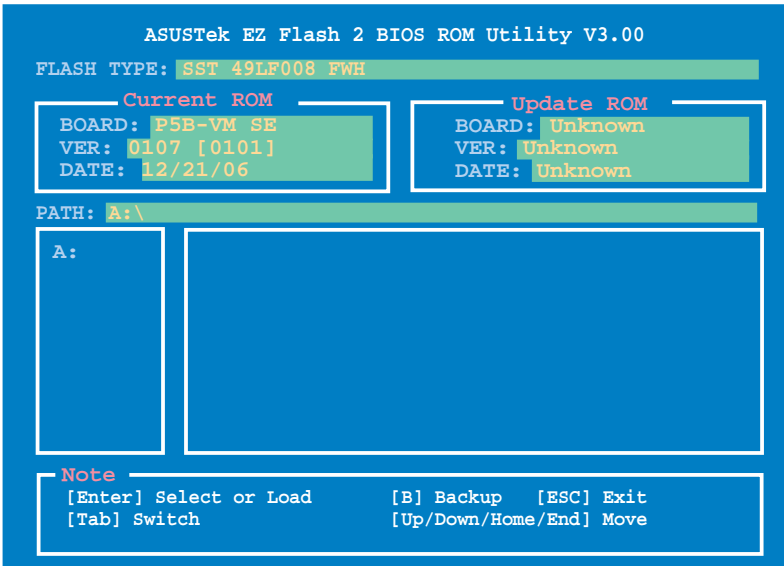 ASUSTek EZ Flash 2 BIOS ROM Utility V3.00
FLASH TYPE: SST 49LF008 FWH
Current ROM
BOARD: P5B-VM SE
VER: 0107 [0101]
DATE: 12/21/06
Update ROM
BOARD: Unknown
VER: Unknown
DATE: Unknown
PATH: A:\
A:
Note
[Enter] Select or Load [B] Backup [ESC] Exit
[Tab] Switch [Up/Down/Home/End] Move